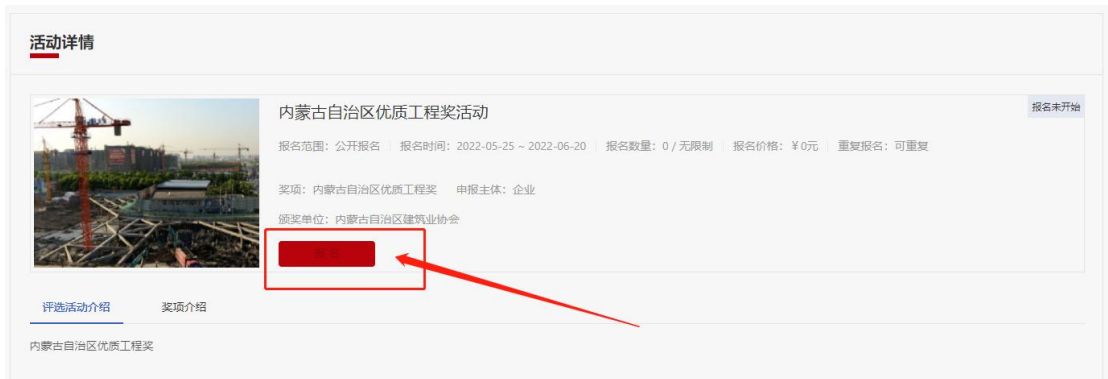 活动详情
内蒙古自治区优质工程奖活动
报名未开始
报名范围：公开报名 报名时间：2022-05-25 ~ 2022-06-20 报名数量：0 / 无限制 报名价格：￥0元 重复报名：可重复
奖项：内蒙古自治区优质工程奖 申报主体：企业
颁奖单位：内蒙古自治区建筑业协会
报名
评选活动介绍 奖项介绍
内蒙古自治区优质工程奖